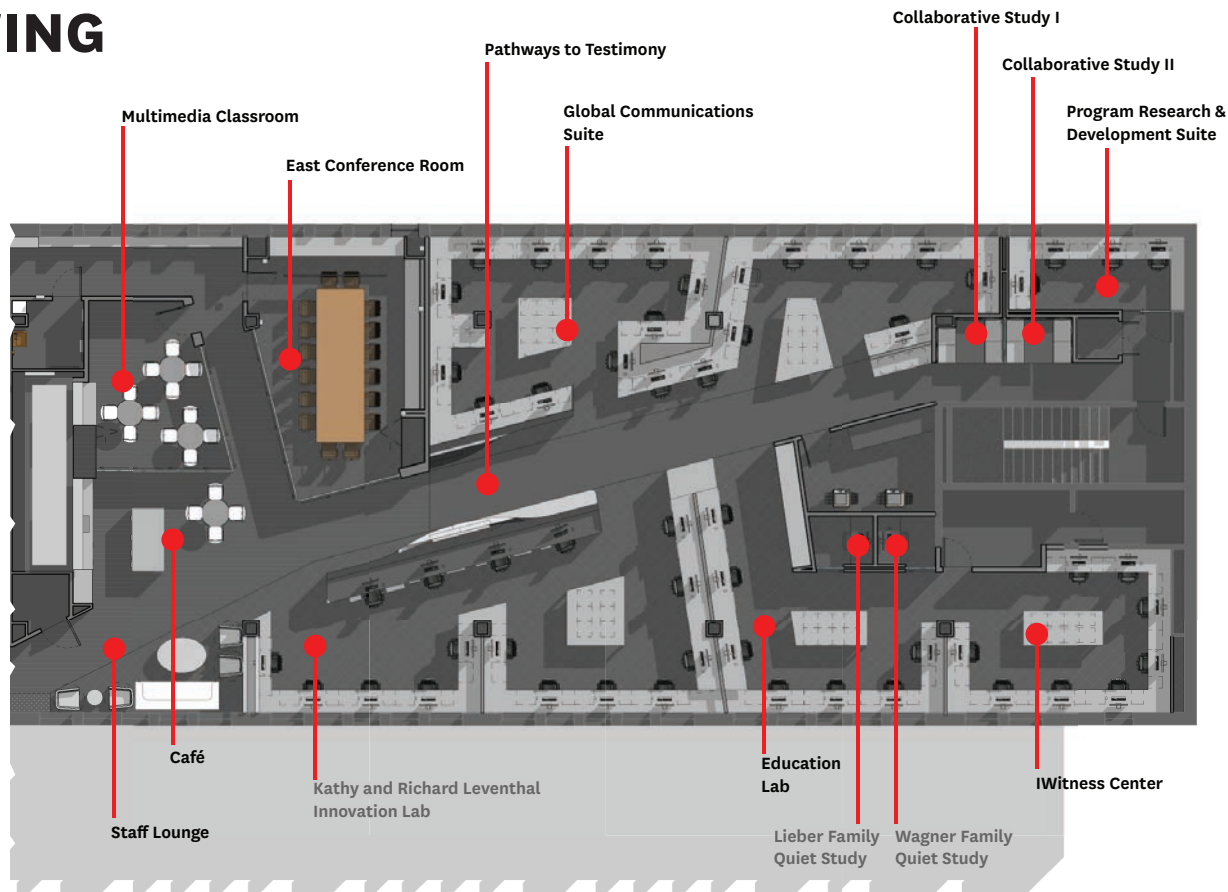 WING
Collaborative Study I
Pathways to Testimony
Collaborative Study II
Global Communications
Suite
Program Research &
Development Suite
Multimedia Classroom
East Conference Room
Café
Education
Lab
IWitness Center
Kathy and Richard Leventhal
Innovation Lab
Staff Lounge
Lieber Family
Quiet Study
Wagner Family
Quiet Study